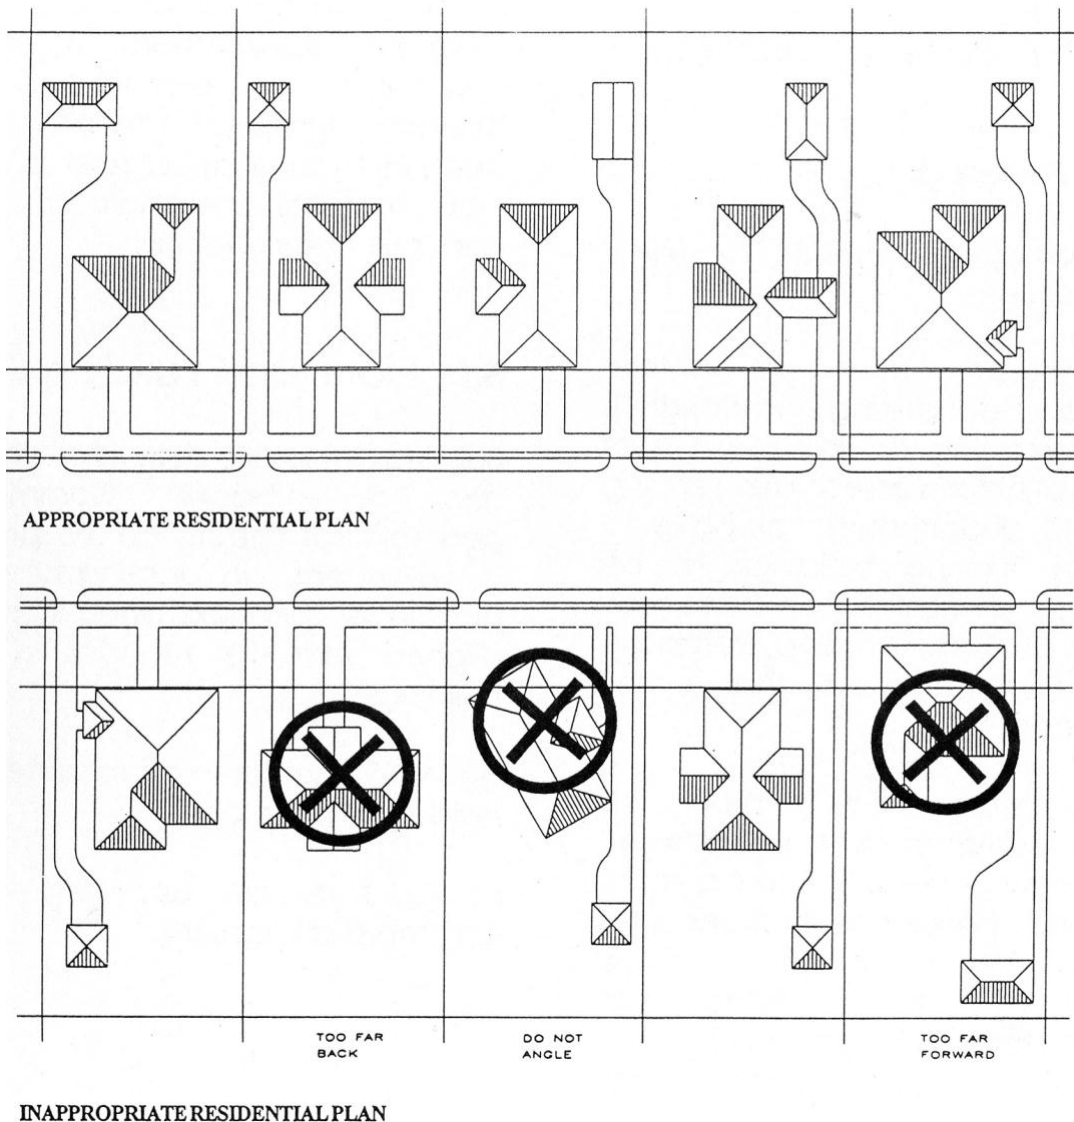 APPROPRIATE RESIDENTIAL PLAN
TOO FAR
BACK
DO NOT
ANGLE
TOO FAR
FORWARD
INAPPROPRIATE RESIDENTIAL PLAN